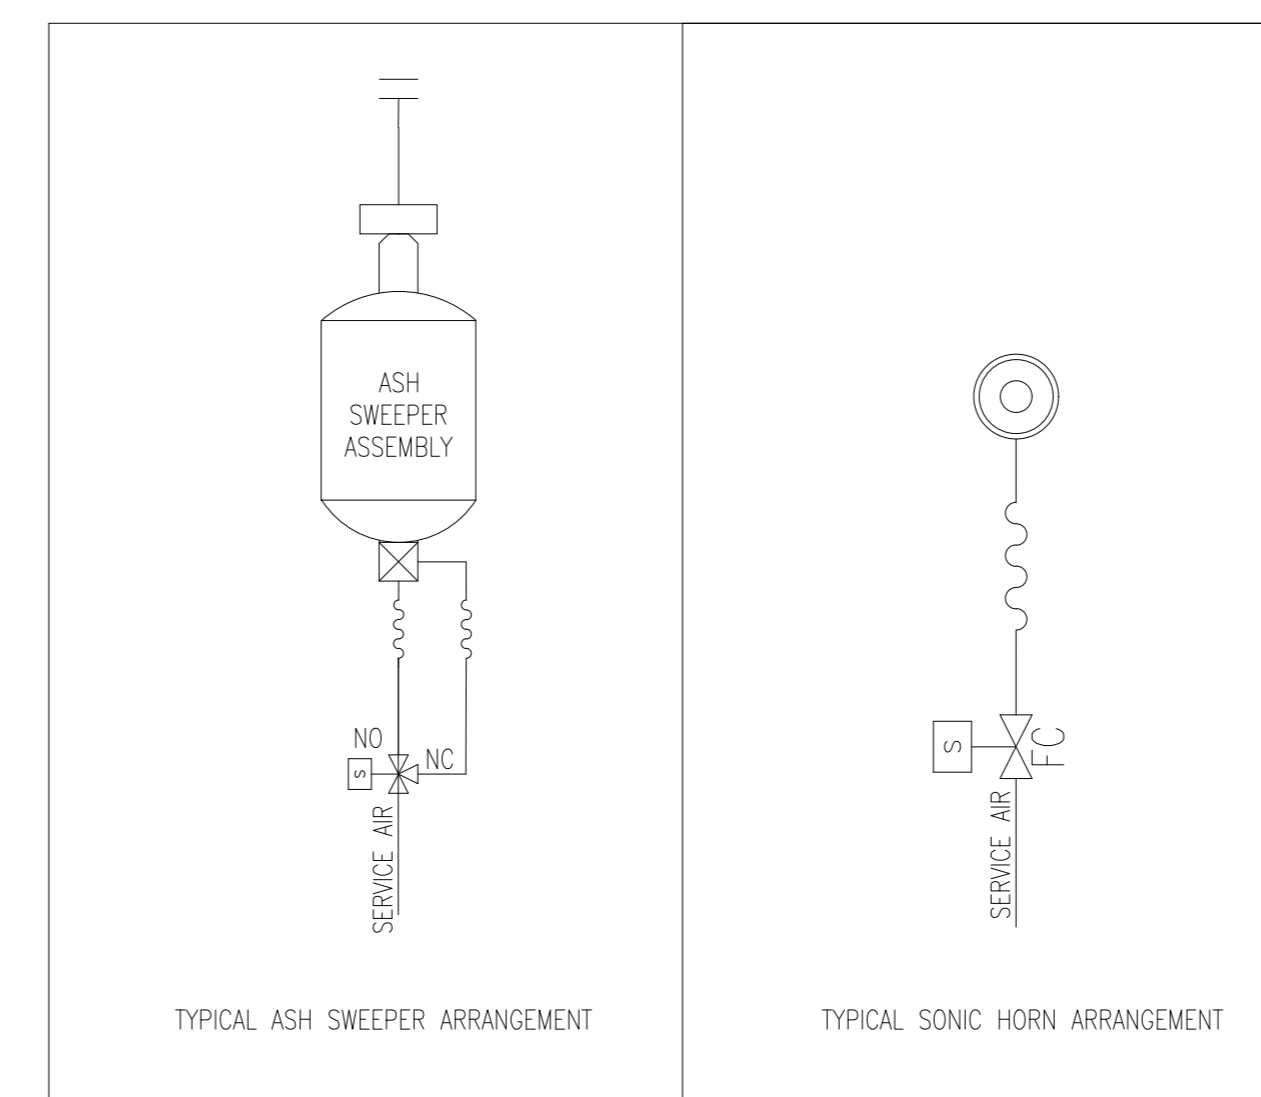 ASH
SWEEPER
ASSEMBLY
NO
NC
S
SERVICE AIR
TYPICAL ASH SWEEPER ARRANGEMENT
S
FC
SERVICE AIR
TYPICAL SONIC HORN ARRANGEMENT